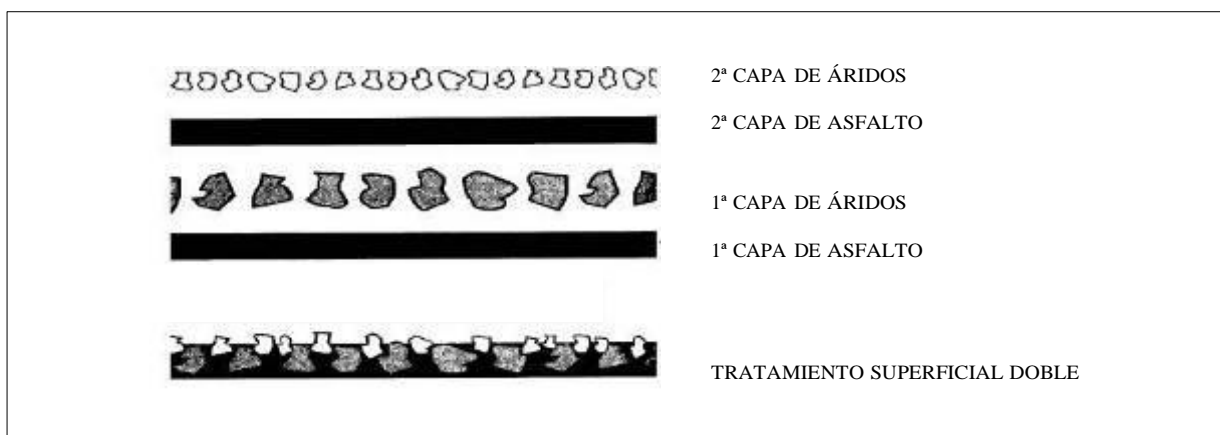 2ª CAPA DE ÁRIDOS
2ª CAPA DE ASFALTO
1ª CAPA DE ÁRIDOS
1ª CAPA DE ASFALTO
TRATAMIENTO SUPERFICIAL DOBLE